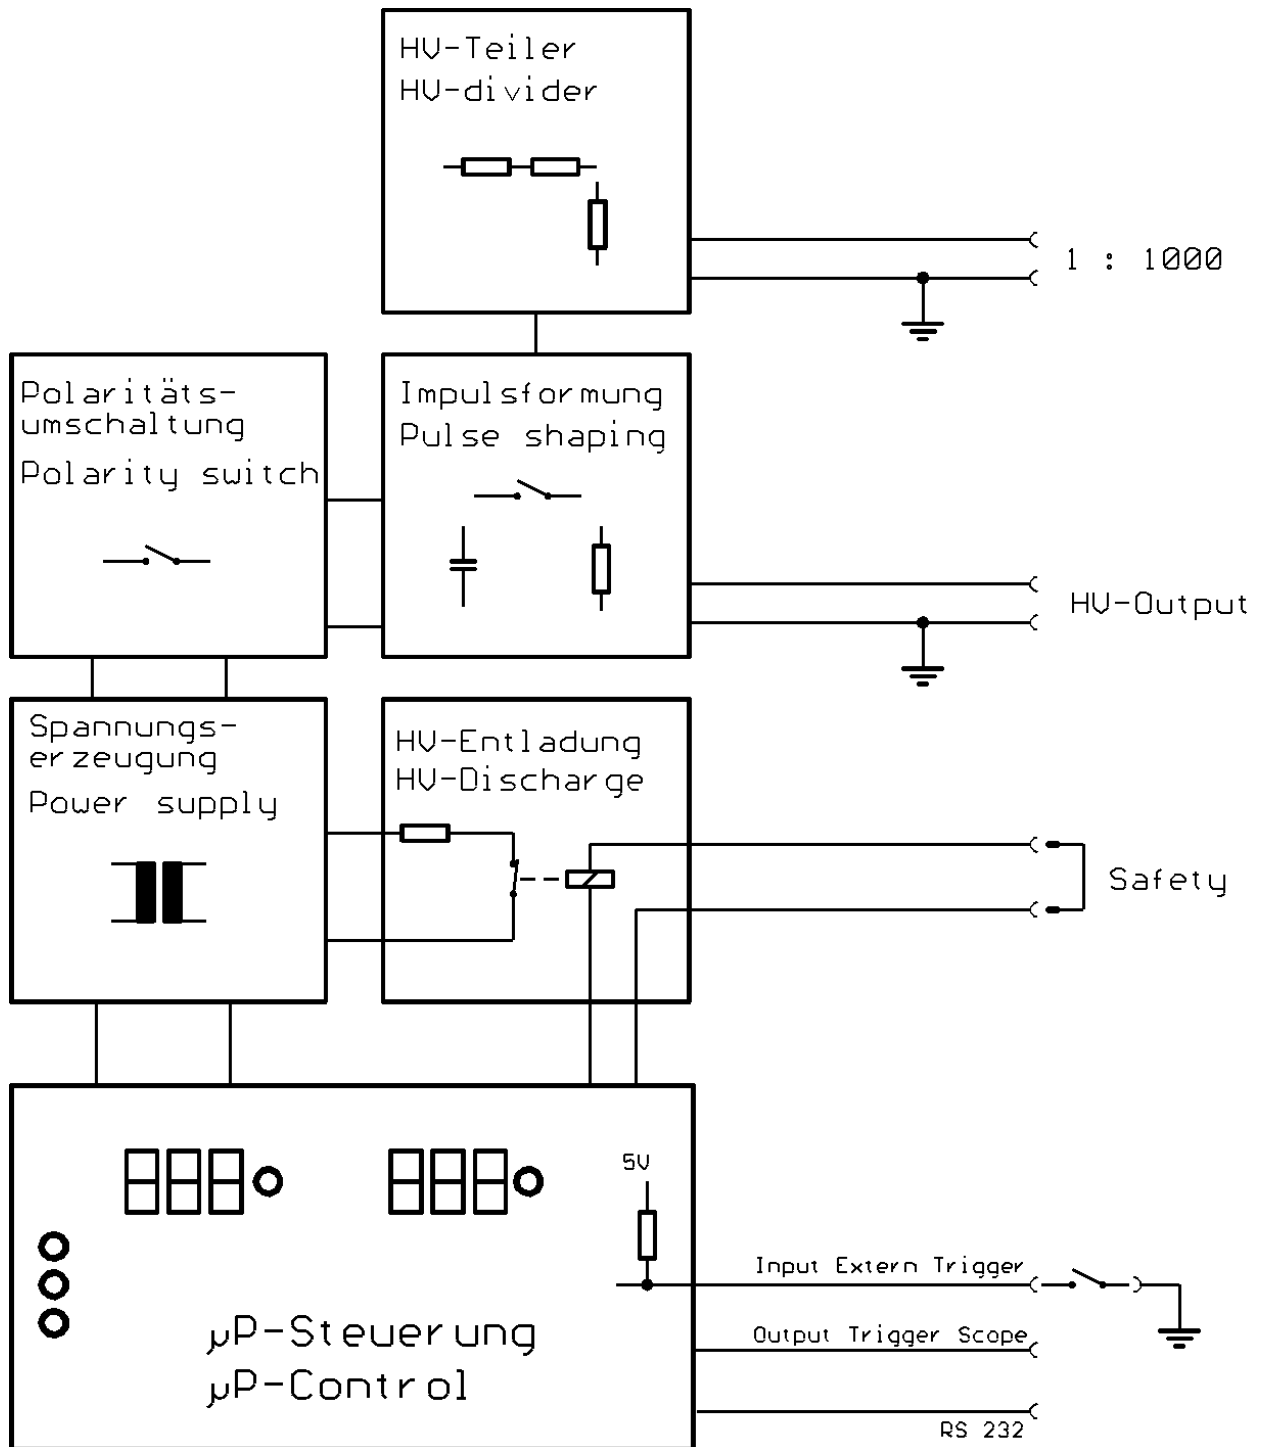 HV-Teiler
HV-divider
1 : 1000
Polaritäts-
umschaltung
Polarity switch
Impulsformung
Pulse shaping
HV-Output
Spannungs-
erzeugung
Power supply
HV-Entladung
HV-Discharge
Safety
5V
Input Extern Trigger
Output Trigger Scope
RS 232
µP-Steuerung
µP-Control